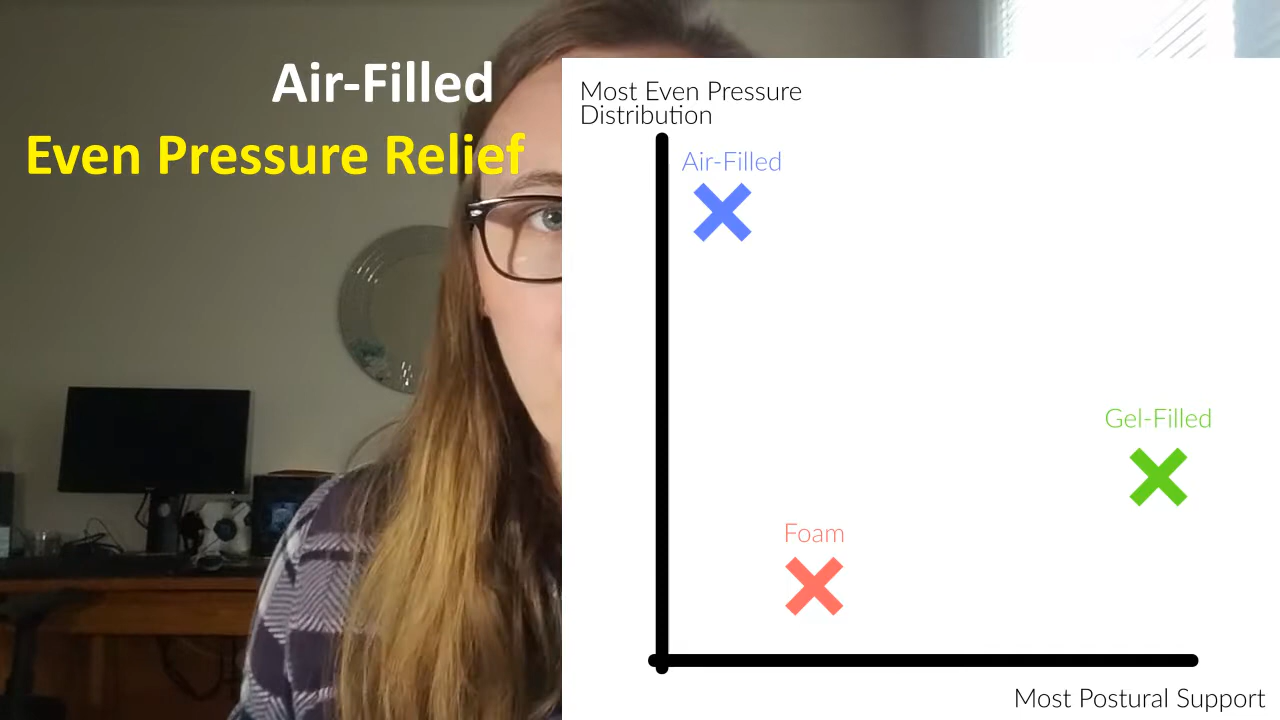 Air-Filled
Even Pressure Relief
Most Even Pressure
Distribution
Air-Filled
Gel-Filled
Foam
Most Postural Support